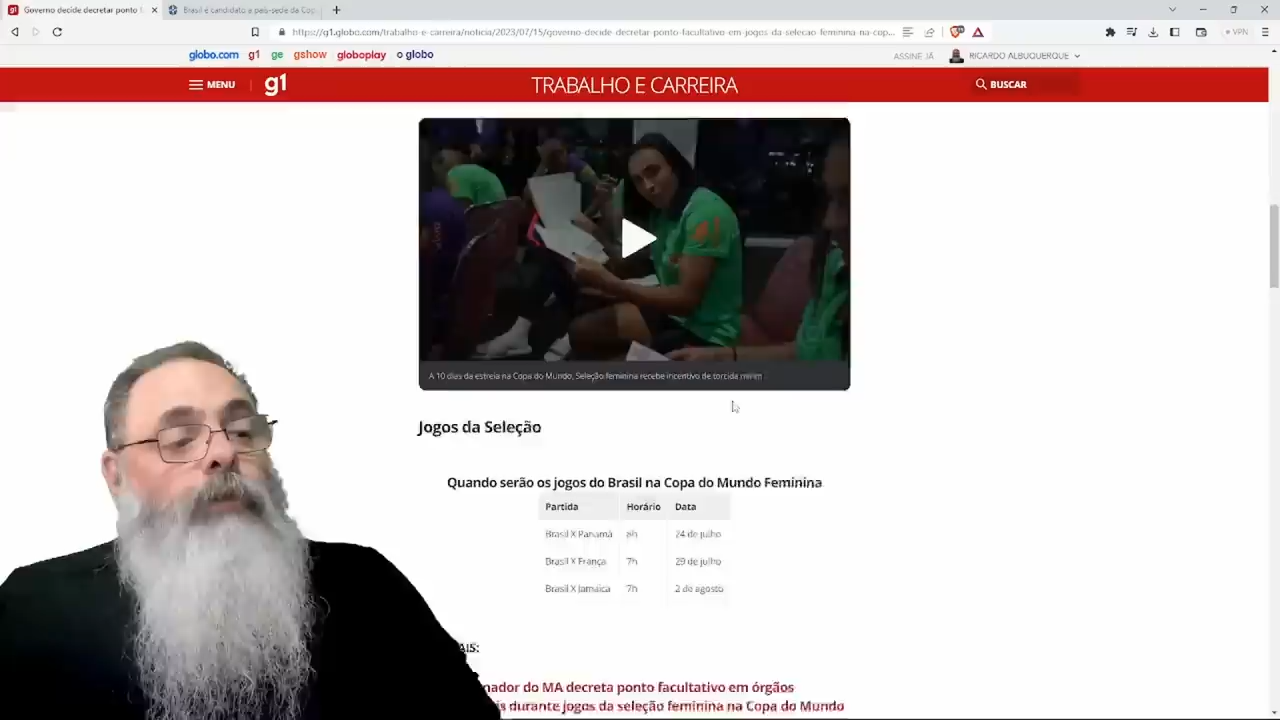 Governo decide decretar ponto f
Brasil é candidato a país-sede da Cop
https://g1.globo.com/trabalho-e-carreira/noticia/2023/07/15/governo-decide-decretar-ponto-facultativo-em-jogos-da-selecao-feminina-na-cop...
VPN
globo.com g1 ge gshow globoplay o globo
ASSINE JÁ
RICARDO ALBUQUERQUE
MENU
g1
TRABALHO E CARREIRA
BUSCAR
A 10 dias da estreia na Copa do Mundo, Seleção feminina recebe incentivo de torcida mirim
Jogos da Seleção
Quando serão os jogos do Brasil na Copa do Mundo Feminina
Partida Horário Data
Brasil X Panamá 8h 24 de julho
Brasil X França 7h 29 de julho
Brasil X Jamaica 7h 2 de agosto
AIS:
nador do MA decreta ponto facultativo em órgãos
is durante jogos da seleção feminina na Copa do Mundo